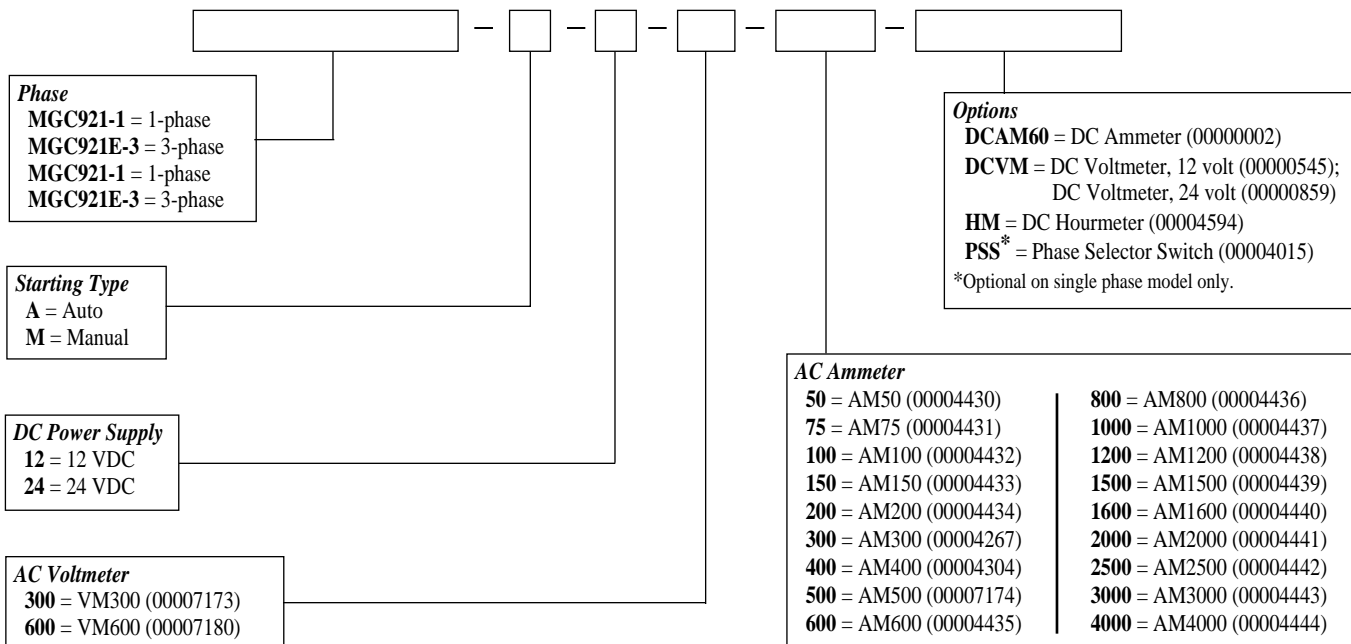 Phase
MGC921-1 = 1-phase
MGC921E-3 = 3-phase
MGC921-1 = 1-phase
MGC921E-3 = 3-phase
Starting Type
A = Auto
M = Manual
DC Power Supply
12 = 12 VDC
24 = 24 VDC
AC Voltmeter
300 = VM300 (00007173)
600 = VM600 (00007180)
Options
DCAM60 = DC Ammeter (00000002)
DCVM = DC Voltmeter, 12 volt (00000545);
DC Voltmeter, 24 volt (00000859)
HM = DC Hourmeter (00004594)
PSS* = Phase Selector Switch (00004015)
*Optional on single phase model only.
AC Ammeter
50 = AM50 (00004430)
75 = AM75 (00004431)
100 = AM100 (00004432)
150 = AM150 (00004433)
200 = AM200 (00004434)
300 = AM300 (00004267)
400 = AM400 (00004304)
500 = AM500 (00007174)
600 = AM600 (00004435)
800 = AM800 (00004436)
1000 = AM1000 (00004437)
1200 = AM1200 (00004438)
1500 = AM1500 (00004439)
1600 = AM1600 (00004440)
2000 = AM2000 (00004441)
2500 = AM2500 (00004442)
3000 = AM3000 (00004443)
4000 = AM4000 (00004444)